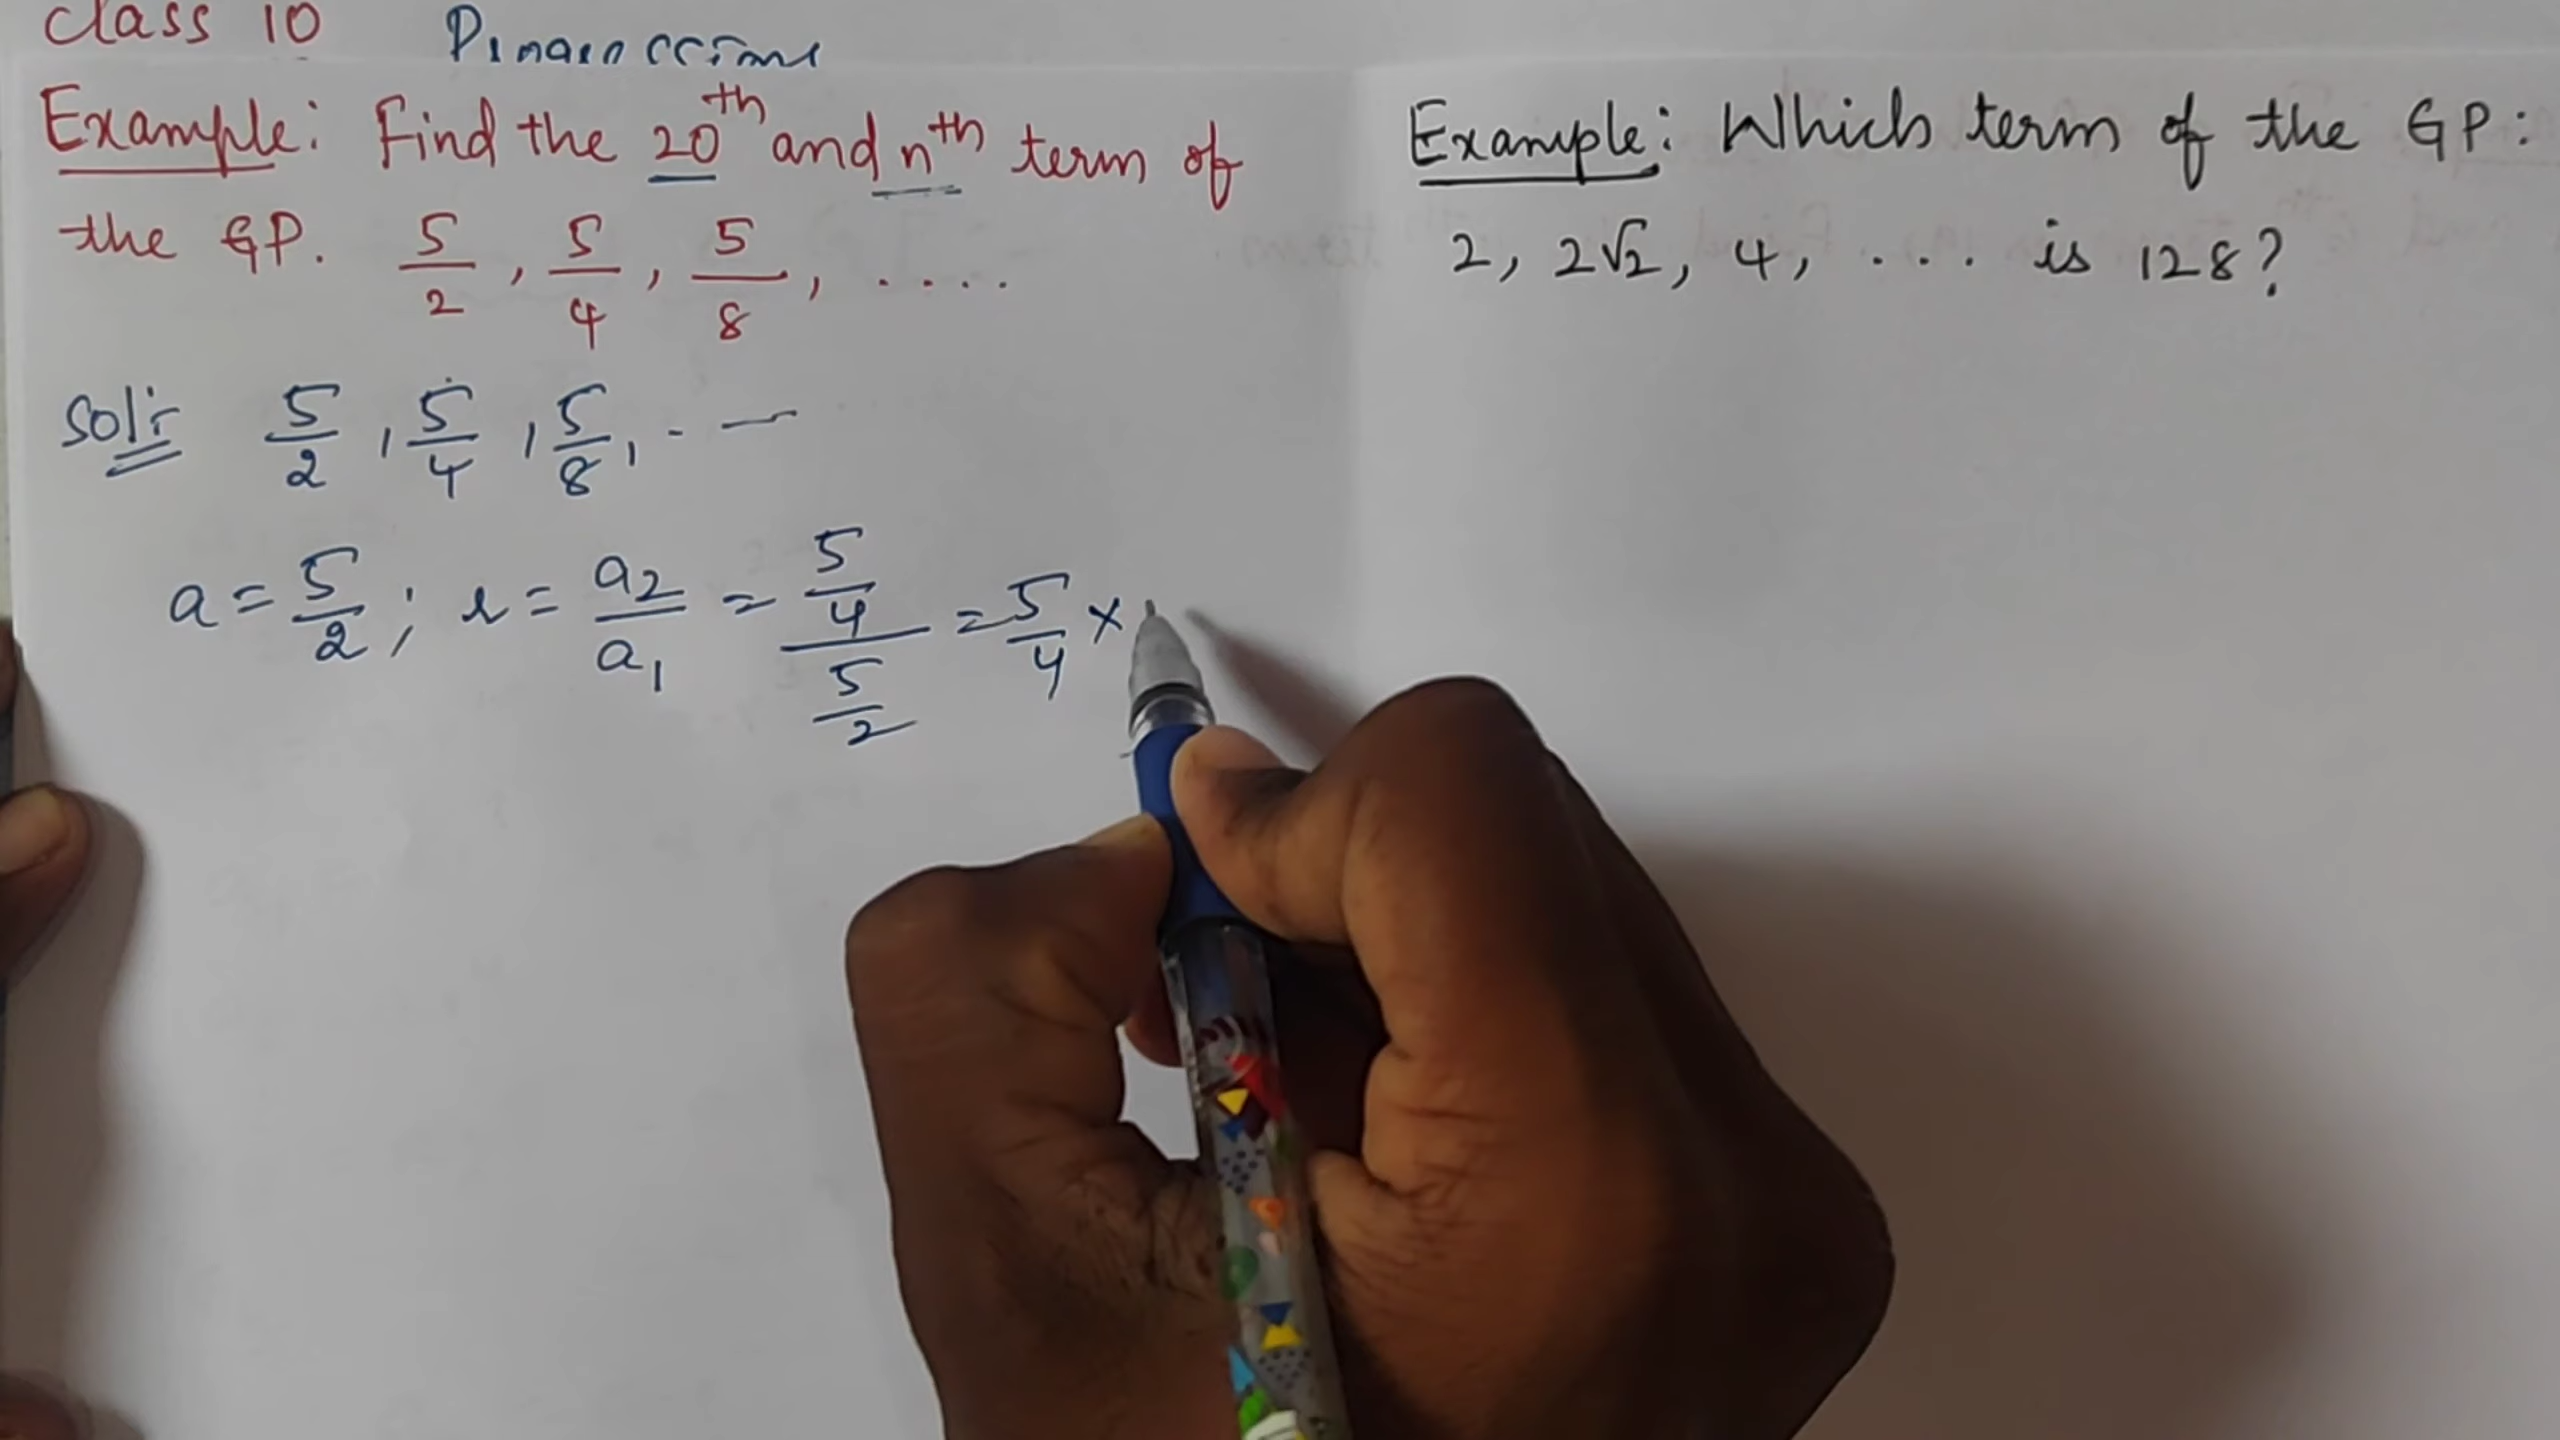 Class 10
Example: Find the 20th and nth term of
the GP. 5/2, 5/4, 5/8, ....
Sol:- 5/2, 5/4, 5/8, . —
a = 5/2 ; r = a2/a1 = 5/4 / 5/2 = 5/4 ×
Example: Which term of the GP:
2, 2√2, 4, ... is 128?